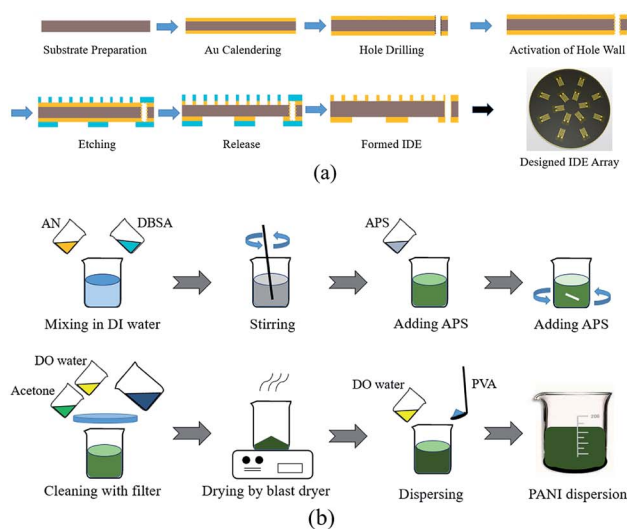 Substrate Preparation
Au Calendering
Hole Drilling
Activation of Hole Wall
Etching
Release
Formed IDE
Designed IDE Array
(a)
AN
DBSA
APS
Mixing in DI water
Stirring
Adding APS
Adding APS
DO water
Acetone
DO water
PVA
200
Cleaning with filter
Drying by blast dryer
Dispersing
PANI dispersion
(b)